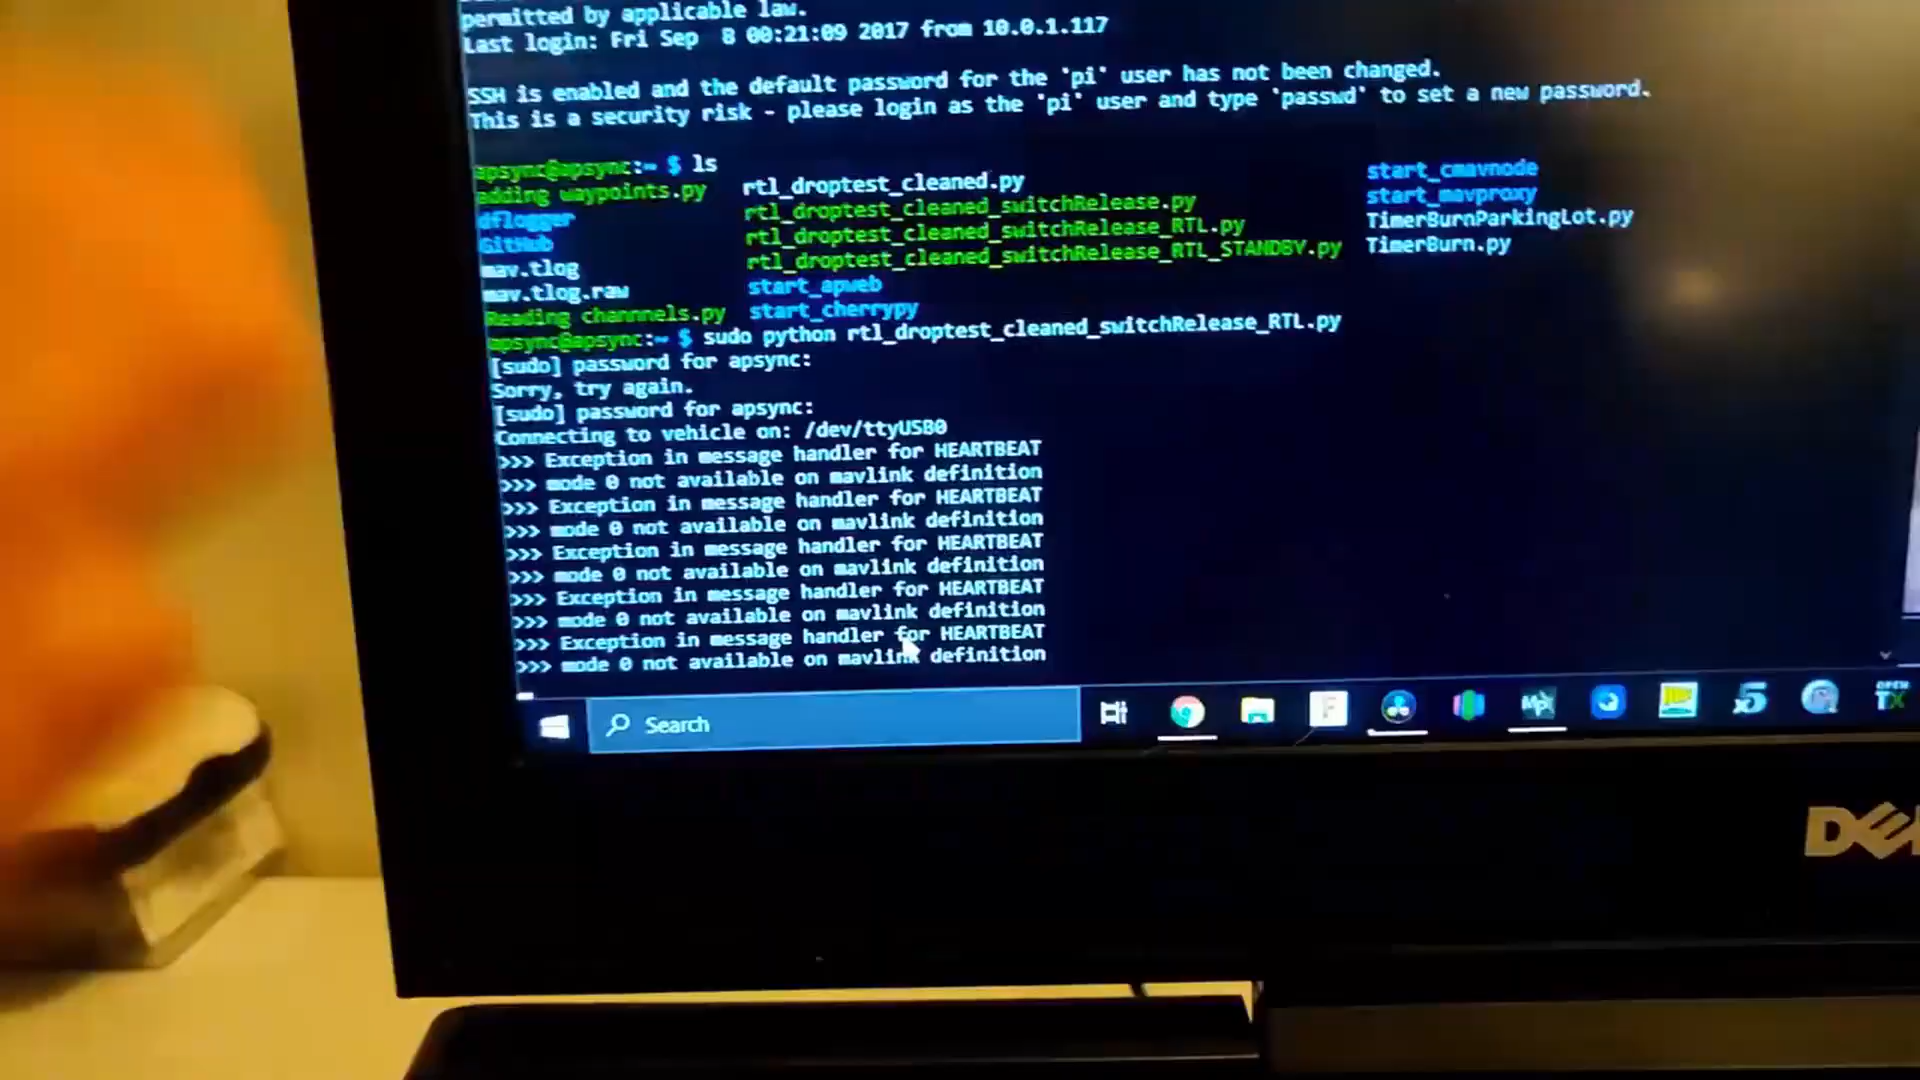 permitted by applicable law.
Last login: Fri Sep  8 00:21:09 2017 from 10.0.1.117
SSH is enabled and the default password for the 'pi' user has not been changed.
This is a security risk - please login as the 'pi' user and type 'passwd' to set a new password.
apsync@apsync:~ $ ls
adding waypoints.py rtl_droptest_cleaned.py start_cmavnode
dflogger rtl_droptest_cleaned_switchRelease.py start_mavproxy
GitHub rtl_droptest_cleaned_switchRelease_RTL.py TimerBurnParkingLot.py
mav.tlog rtl_droptest_cleaned_switchRelease_RTL_STANDBY.py TimerBurn.py
mav.tlog.raw start_apweb
Reading channnels.py start_cherrypy
apsync@apsync:~ $ sudo python rtl_droptest_cleaned_switchRelease_RTL.py
[sudo] password for apsync:
Sorry, try again.
[sudo] password for apsync:
Connecting to vehicle on: /dev/ttyUSB0
>>> Exception in message handler for HEARTBEAT
>>> mode 0 not available on mavlink definition
>>> Exception in message handler for HEARTBEAT
>>> mode 0 not available on mavlink definition
>>> Exception in message handler for HEARTBEAT
>>> mode 0 not available on mavlink definition
>>> Exception in message handler for HEARTBEAT
>>> mode 0 not available on mavlink definition
>>> Exception in message handler for HEARTBEAT
>>> mode 0 not available on mavlink definition
Search
F
Mp
x5
OPEN
TX
DELL